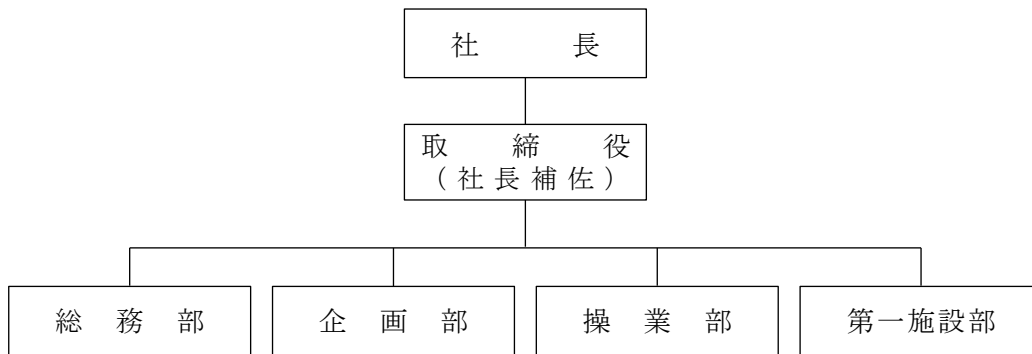 社長
取締役
(社長補佐)
総務部
企画部
操業部
第一施設部